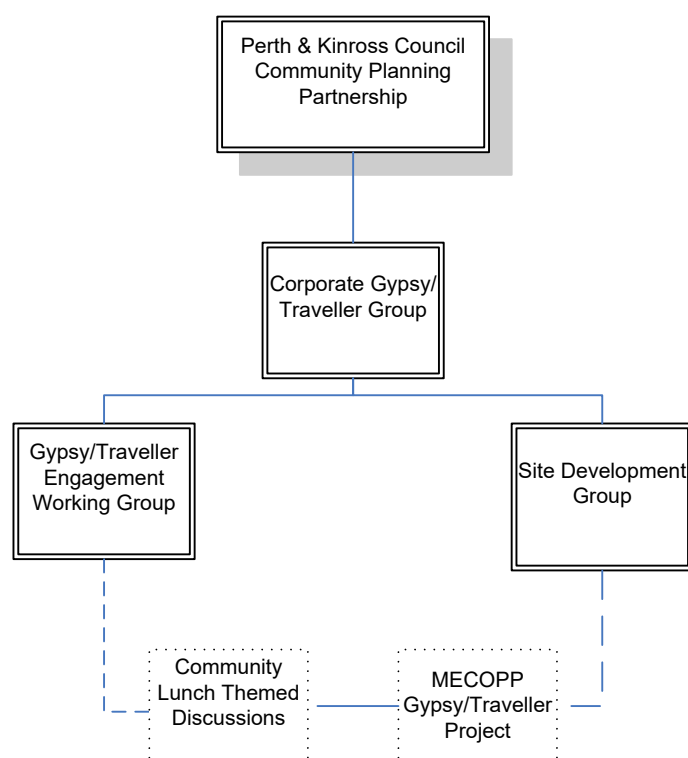 Perth & Kinross Council
Community Planning
Partnership
Corporate Gypsy/
Traveller Group
Gypsy/Traveller
Engagement
Working Group
Site Development
Group
Community
Lunch Themed
Discussions
MECOPP
Gypsy/Traveller
Project